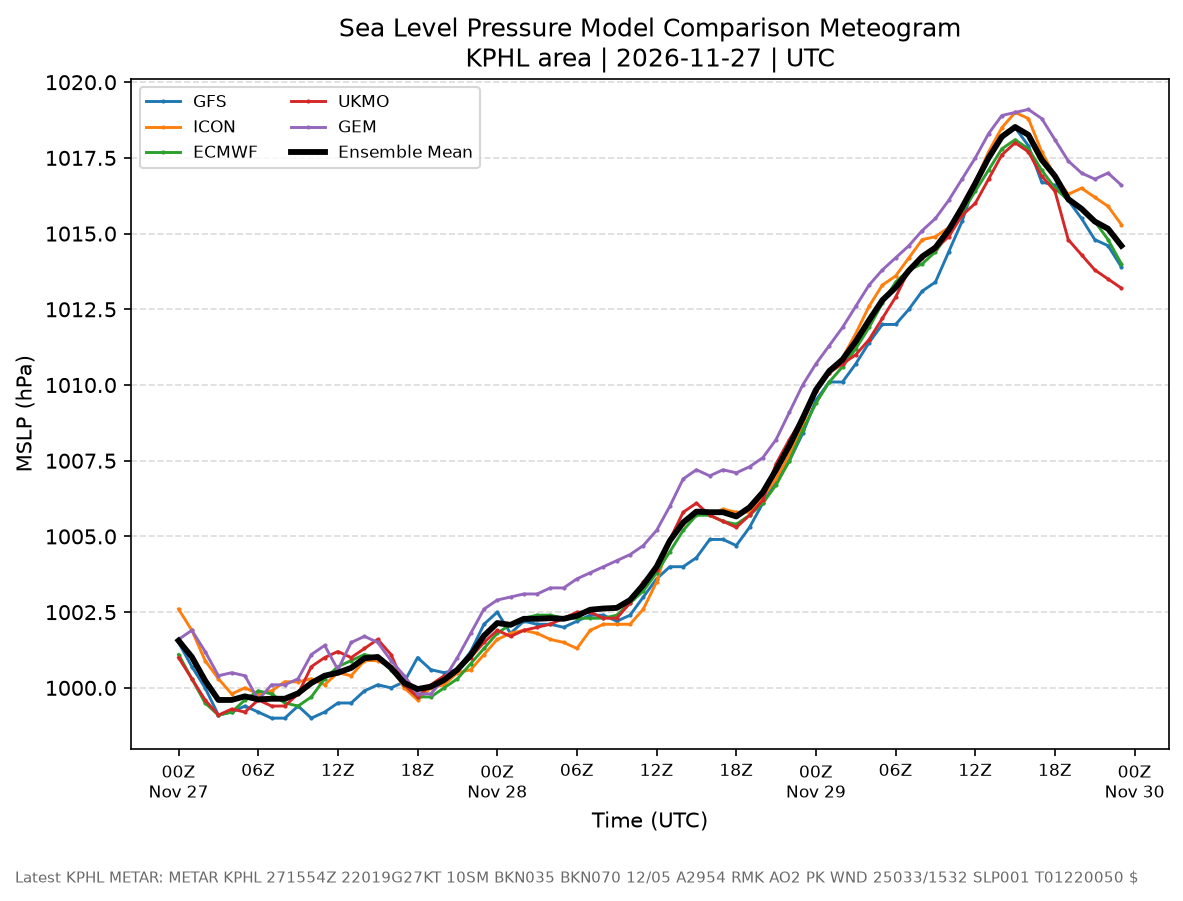 Sea Level Pressure Model Comparison Meteogram
KPHL area | 2026-11-27 | UTC
GFS
ICON
ECMWF
UKMO
GEM
Ensemble Mean
MSLP (hPa)
1020.0
1017.5
1015.0
1012.5
1010.0
1007.5
1005.0
1002.5
1000.0
00Z 06Z 12Z 18Z 00Z 06Z 12Z 18Z 00Z 06Z 12Z 18Z 00Z
Nov 27 Nov 28 Nov 29 Nov 30
Time (UTC)
Latest KPHL METAR: METAR KPHL 271554Z 22019G27KT 10SM BKN035 BKN070 12/05 A2954 RMK AO2 PK WND 25033/1532 SLP001 T01220050 $